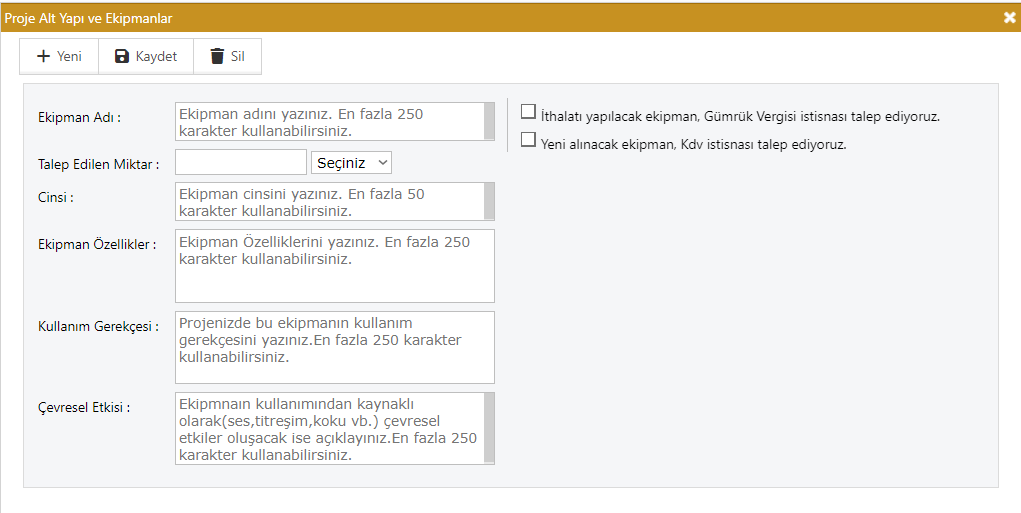 Proje Alt Yapı ve Ekipmanlar
Yeni Kaydet Sil
Ekipman Adı :
Ekipman adını yazınız. En fazla 250
karakter kullanabilirsiniz.
İthalatı yapılacak ekipman, Gümrük Vergisi istisnası talep ediyoruz.
Yeni alınacak ekipman, Kdv istisnası talep ediyoruz.
Talep Edilen Miktar :
Seçiniz
Cinsi :
Ekipman cinsini yazınız. En fazla 50
karakter kullanabilirsiniz.
Ekipman Özellikler :
Ekipman Özelliklerini yazınız. En fazla 250
karakter kullanabilirsiniz.
Kullanım Gerekçesi :
Projenizde bu ekipmanın kullanım
gerekçesini yazınız.En fazla 250 karakter
kullanabilirsiniz.
Çevresel Etkisi :
Ekipmnaın kullanımından kaynaklı
olarak(ses,titreşim,koku vb.) çevresel
etkiler oluşacak ise açıklayınız.En fazla 250
karakter kullanabilirsiniz.